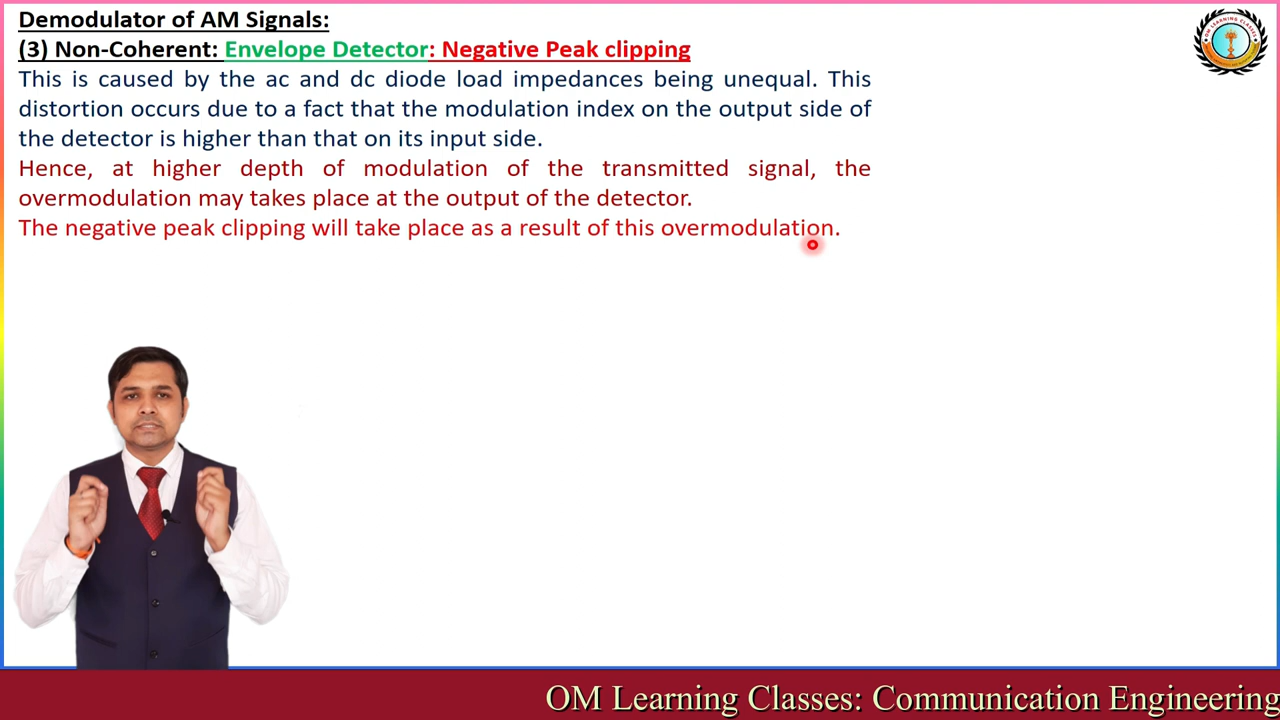 Demodulator of AM Signals:
(3) Non-Coherent: Envelope Detector: Negative Peak clipping
This is caused by the ac and dc diode load impedances being unequal. This
distortion occurs due to a fact that the modulation index on the output side of
the detector is higher than that on its input side.
Hence, at higher depth of modulation of the transmitted signal, the
overmodulation may takes place at the output of the detector.
The negative peak clipping will take place as a result of this overmodulation.
OM Learning Classes: Communication Engineering